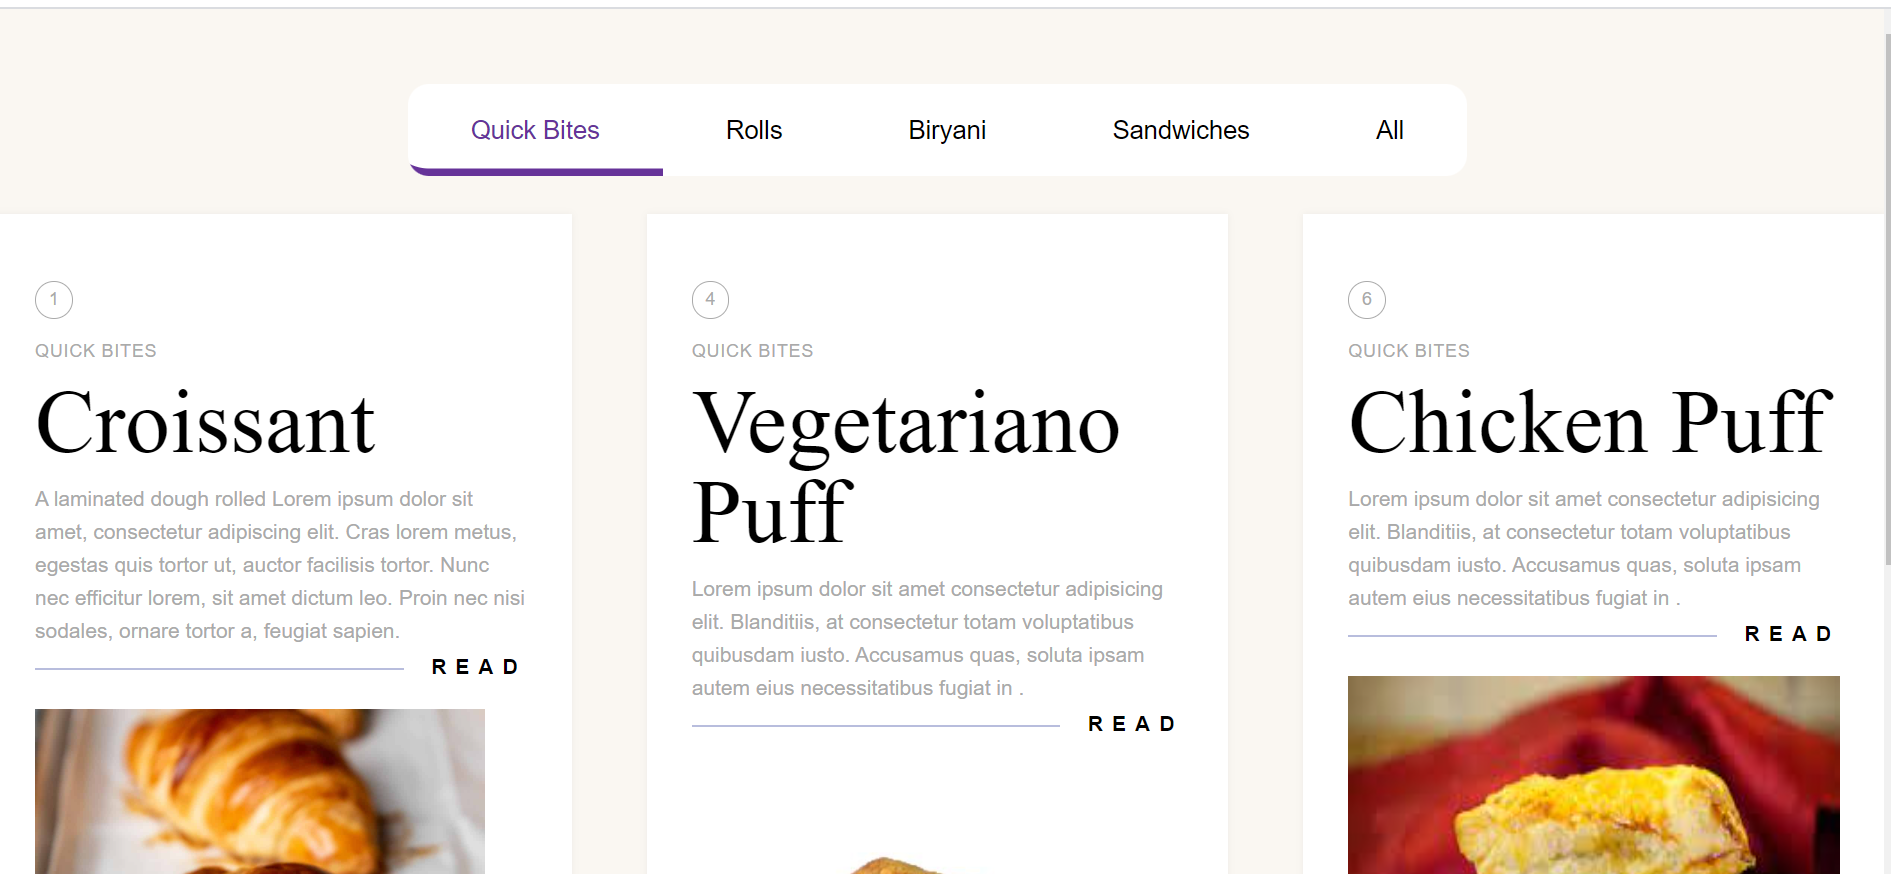 Quick Bites Rolls Biryani Sandwiches All
1
QUICK BITES
Croissant
A laminated dough rolled Lorem ipsum dolor sit
amet, consectetur adipiscing elit. Cras lorem metus,
egestas quis tortor ut, auctor facilisis tortor. Nunc
nec efficitur lorem, sit amet dictum leo. Proin nec nisi
sodales, ornare tortor a, feugiat sapien.
READ
4
QUICK BITES
Vegetariano
Puff
Lorem ipsum dolor sit amet consectetur adipisicing
elit. Blanditiis, at consectetur totam voluptatibus
quibusdam iusto. Accusamus quas, soluta ipsam
autem eius necessitatibus fugiat in .
READ
6
QUICK BITES
Chicken Puff
Lorem ipsum dolor sit amet consectetur adipisicing
elit. Blanditiis, at consectetur totam voluptatibus
quibusdam iusto. Accusamus quas, soluta ipsam
autem eius necessitatibus fugiat in .
READ